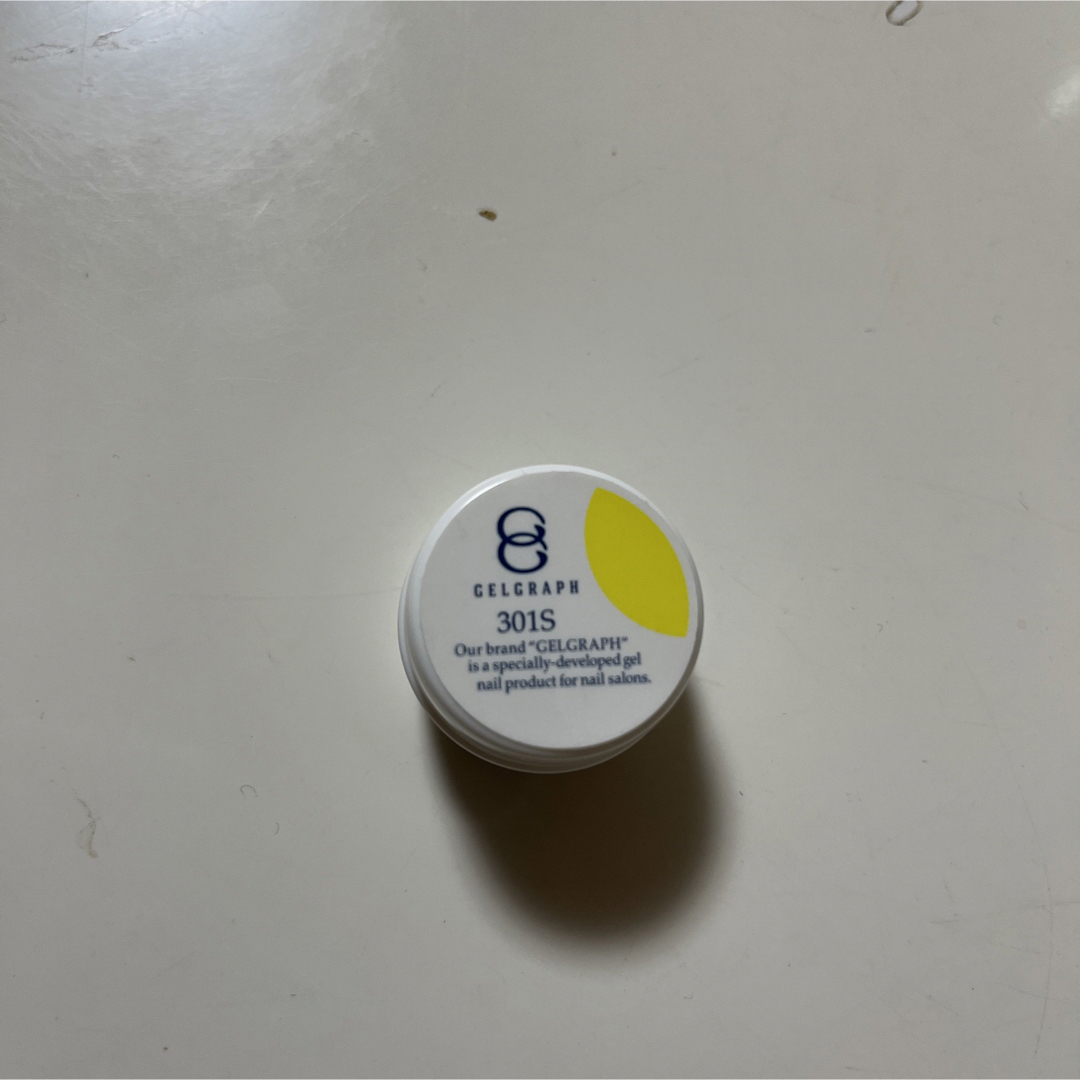 GELGRAPH
301S
Our brand "GELGRAPH"
is a specially-developed gel
nail product for nail salons.